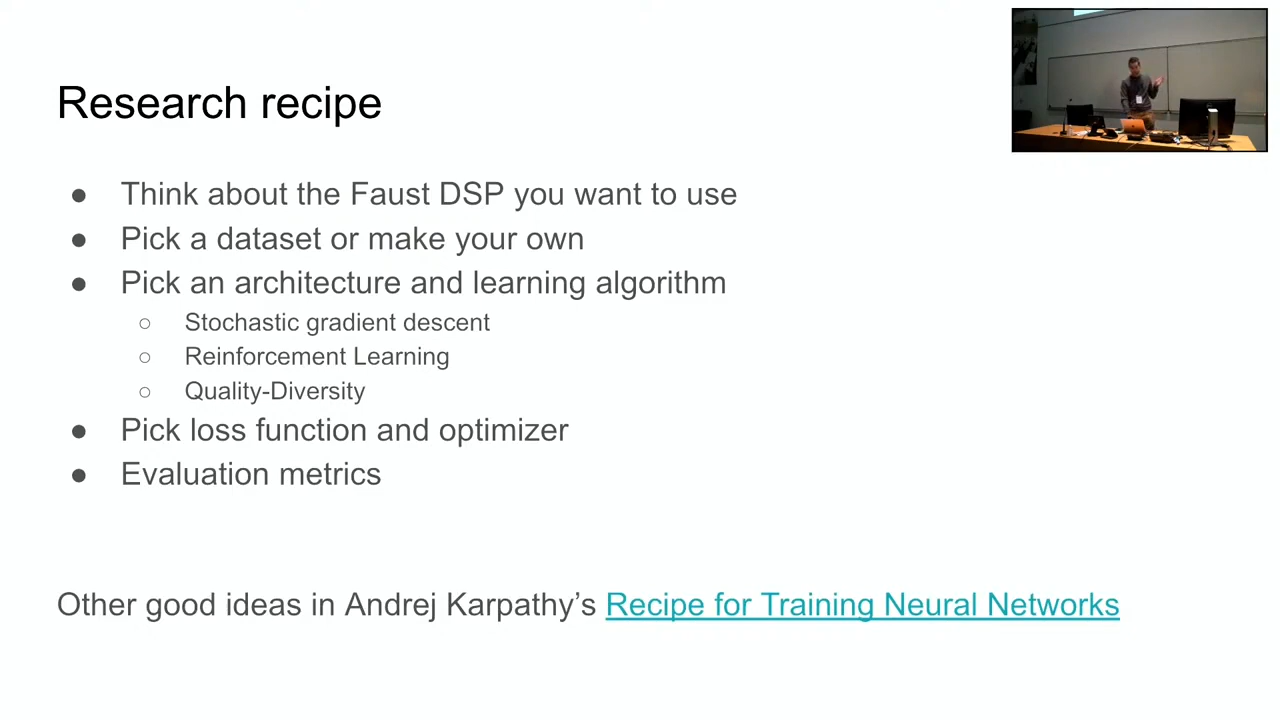 Research recipe
● Think about the Faust DSP you want to use
● Pick a dataset or make your own
● Pick an architecture and learning algorithm
○ Stochastic gradient descent
○ Reinforcement Learning
○ Quality-Diversity
● Pick loss function and optimizer
● Evaluation metrics
Other good ideas in Andrej Karpathy’s Recipe for Training Neural Networks